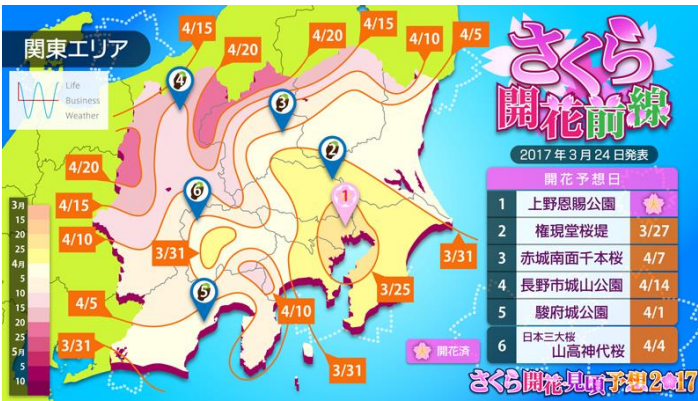 関東エリア
Life
Business
Weather
4/15
4/20
4/20
4/15
4/10
4/5
さくら
開花前線
2017年3月24日発表
開花予想日
1 上野恩賜公園
2 権現堂桜堤 3/27
3 赤城南面千本桜 4/7
4 長野市城山公園 4/14
5 駿府城公園 4/1
6 日本三大桜
山高神代桜 4/4
4
3
2
6
1
5
4/20
4/15
4/10
3/31
3/31
3/25
4/5
4/10
3/31
3/31
3月
15
20
25
4月
5
10
15
20
25
5月
5
10
開花済
さくら開花・見頃予想2017